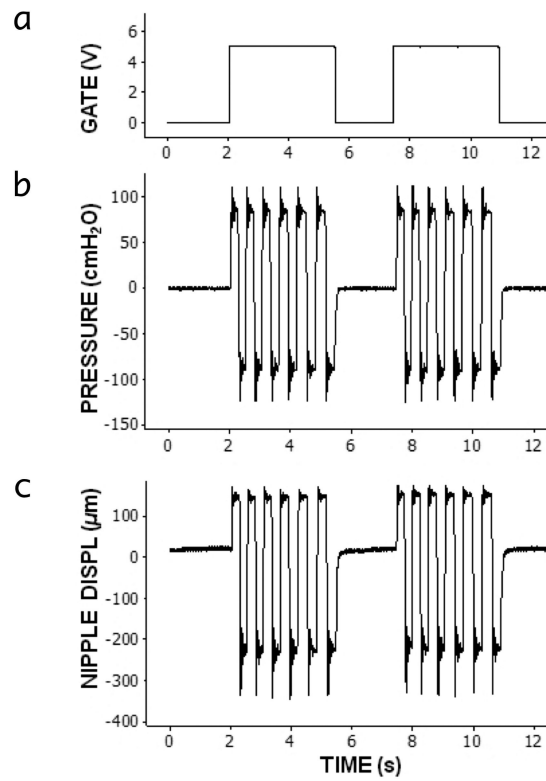 a
GATE (V)
6
4
2
0
0 2 4 6 8 10 12
b
PRESSURE (cmH₂O)
100
50
0
-50
-100
-150
0 2 4 6 8 10 12
c
NIPPLE DISPL (µm)
100
0
-100
-200
-300
-400
0 2 4 6 8 10 12
TIME (s)